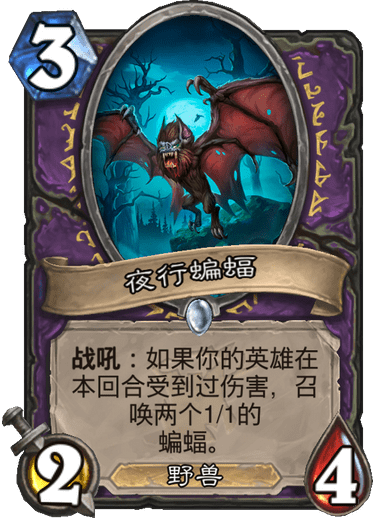 3
夜行蝙蝠
战吼：如果你的英雄在
本回合受到过伤害，召
唤两个1/1的
蝙蝠。
野兽
2
4